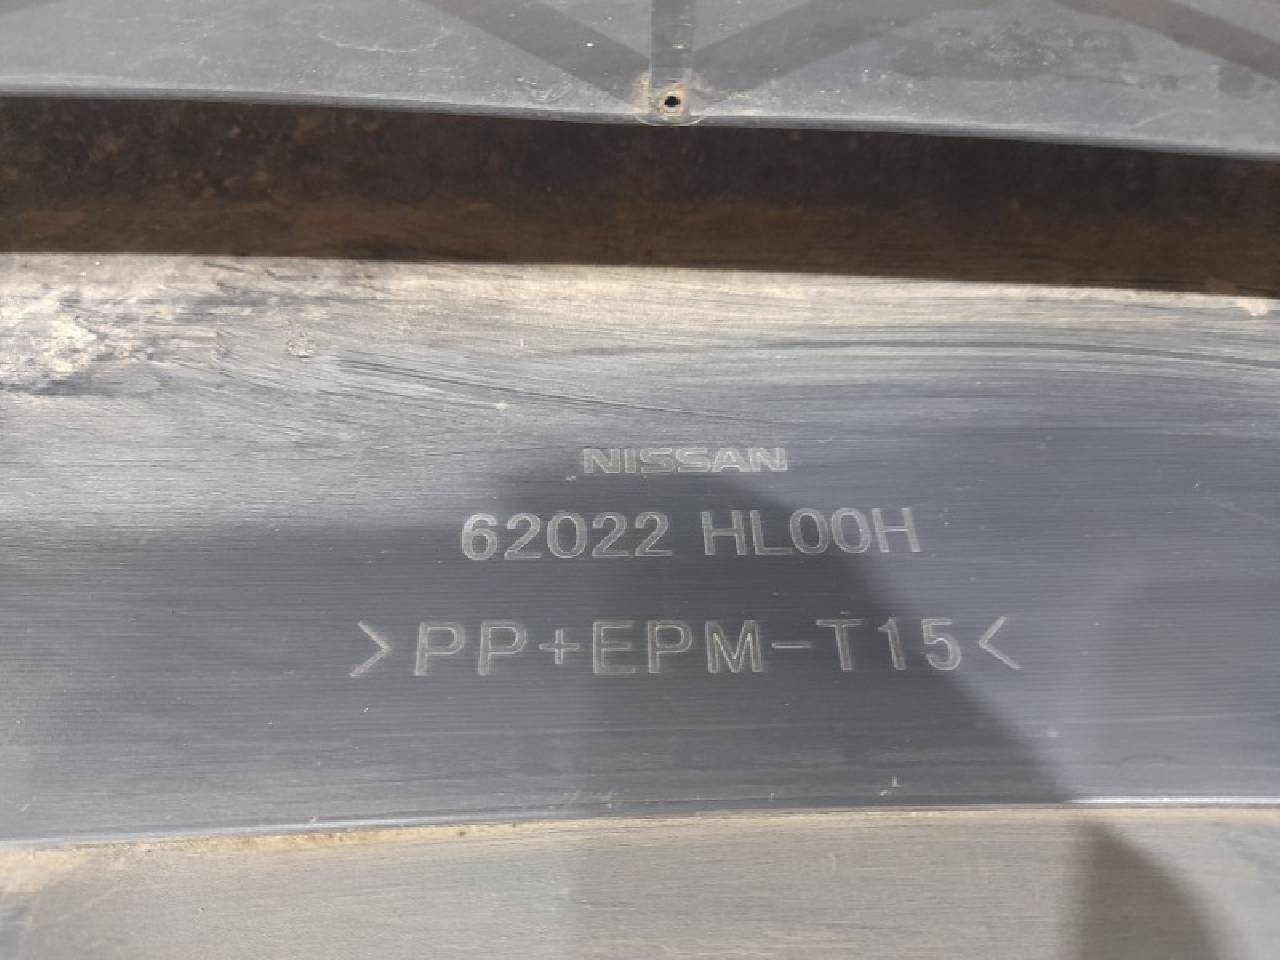 NISSAN
62022 HL00H
>PP+EPM-T15<